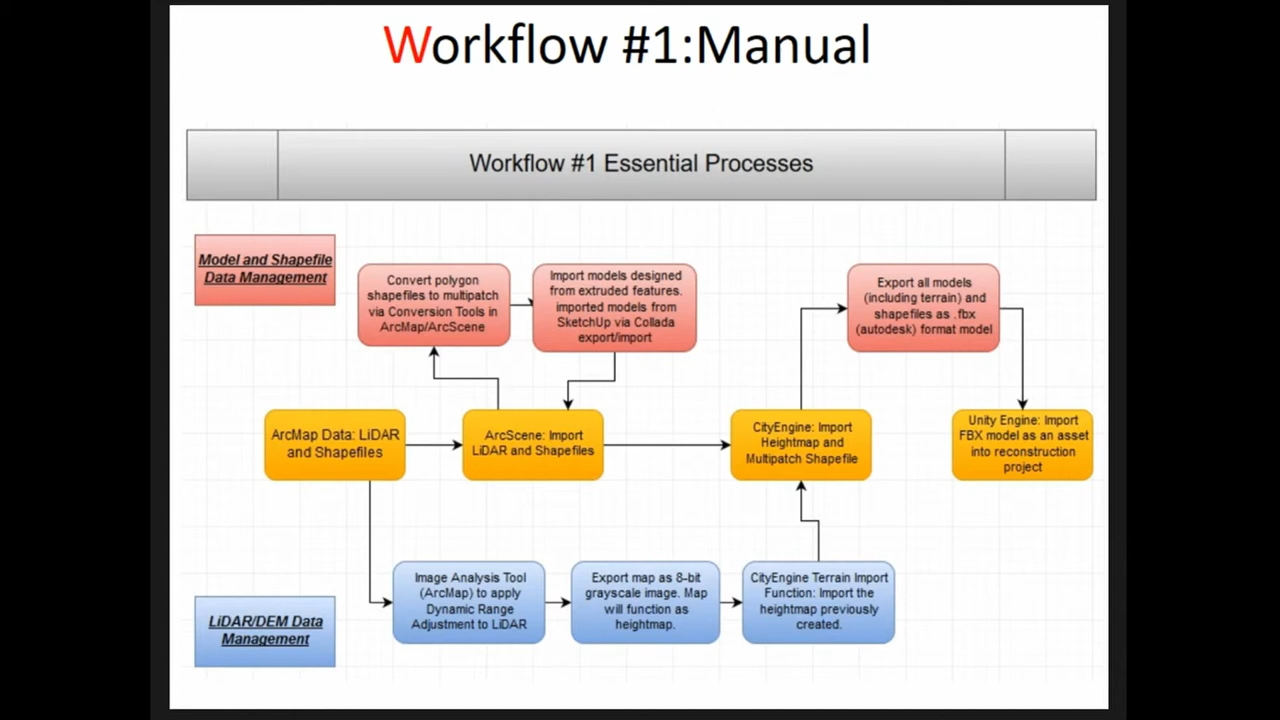 Workflow #1:Manual
Workflow #1 Essential Processes
Model and Shapefile
Data Management
Convert polygon
shapefiles to multipatch
via Conversion Tools in
ArcMap/ArcScene
Import models designed
from extruded features.
imported models from
SketchUp via Collada
export/import
Export all models
(including terrain) and
shapefiles as .fbx
(autodesk) format model
ArcMap Data: LiDAR
and Shapefiles
ArcScene: Import
LiDAR and Shapefiles
CityEngine: Import
Heightmap and
Multipatch Shapefile
Unity Engine: Import
FBX model as an asset
into reconstruction
project
LiDAR/DEM Data
Management
Image Analysis Tool
(ArcMap) to apply
Dynamic Range
Adjustment to LiDAR
Export map as 8-bit
grayscale image. Map
will function as
heightmap.
CityEngine Terrain Import
Function: Import the
heightmap previously
created.